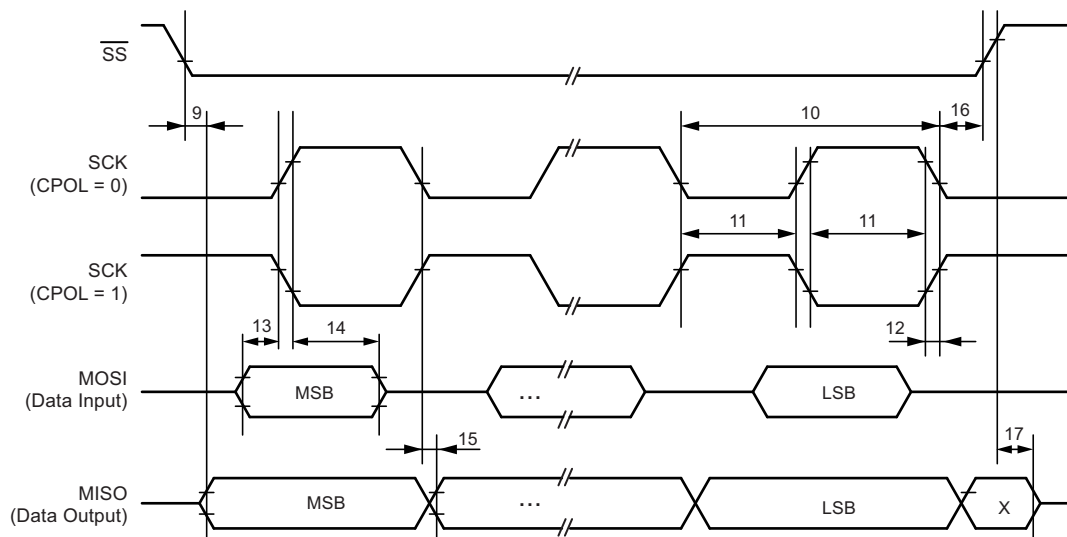 SS
9
10
16
SCK
(CPOL = 0)
11
11
SCK
(CPOL = 1)
13
14
12
MOSI
(Data Input)
MSB
...
LSB
15
17
MISO
(Data Output)
MSB
...
LSB
X